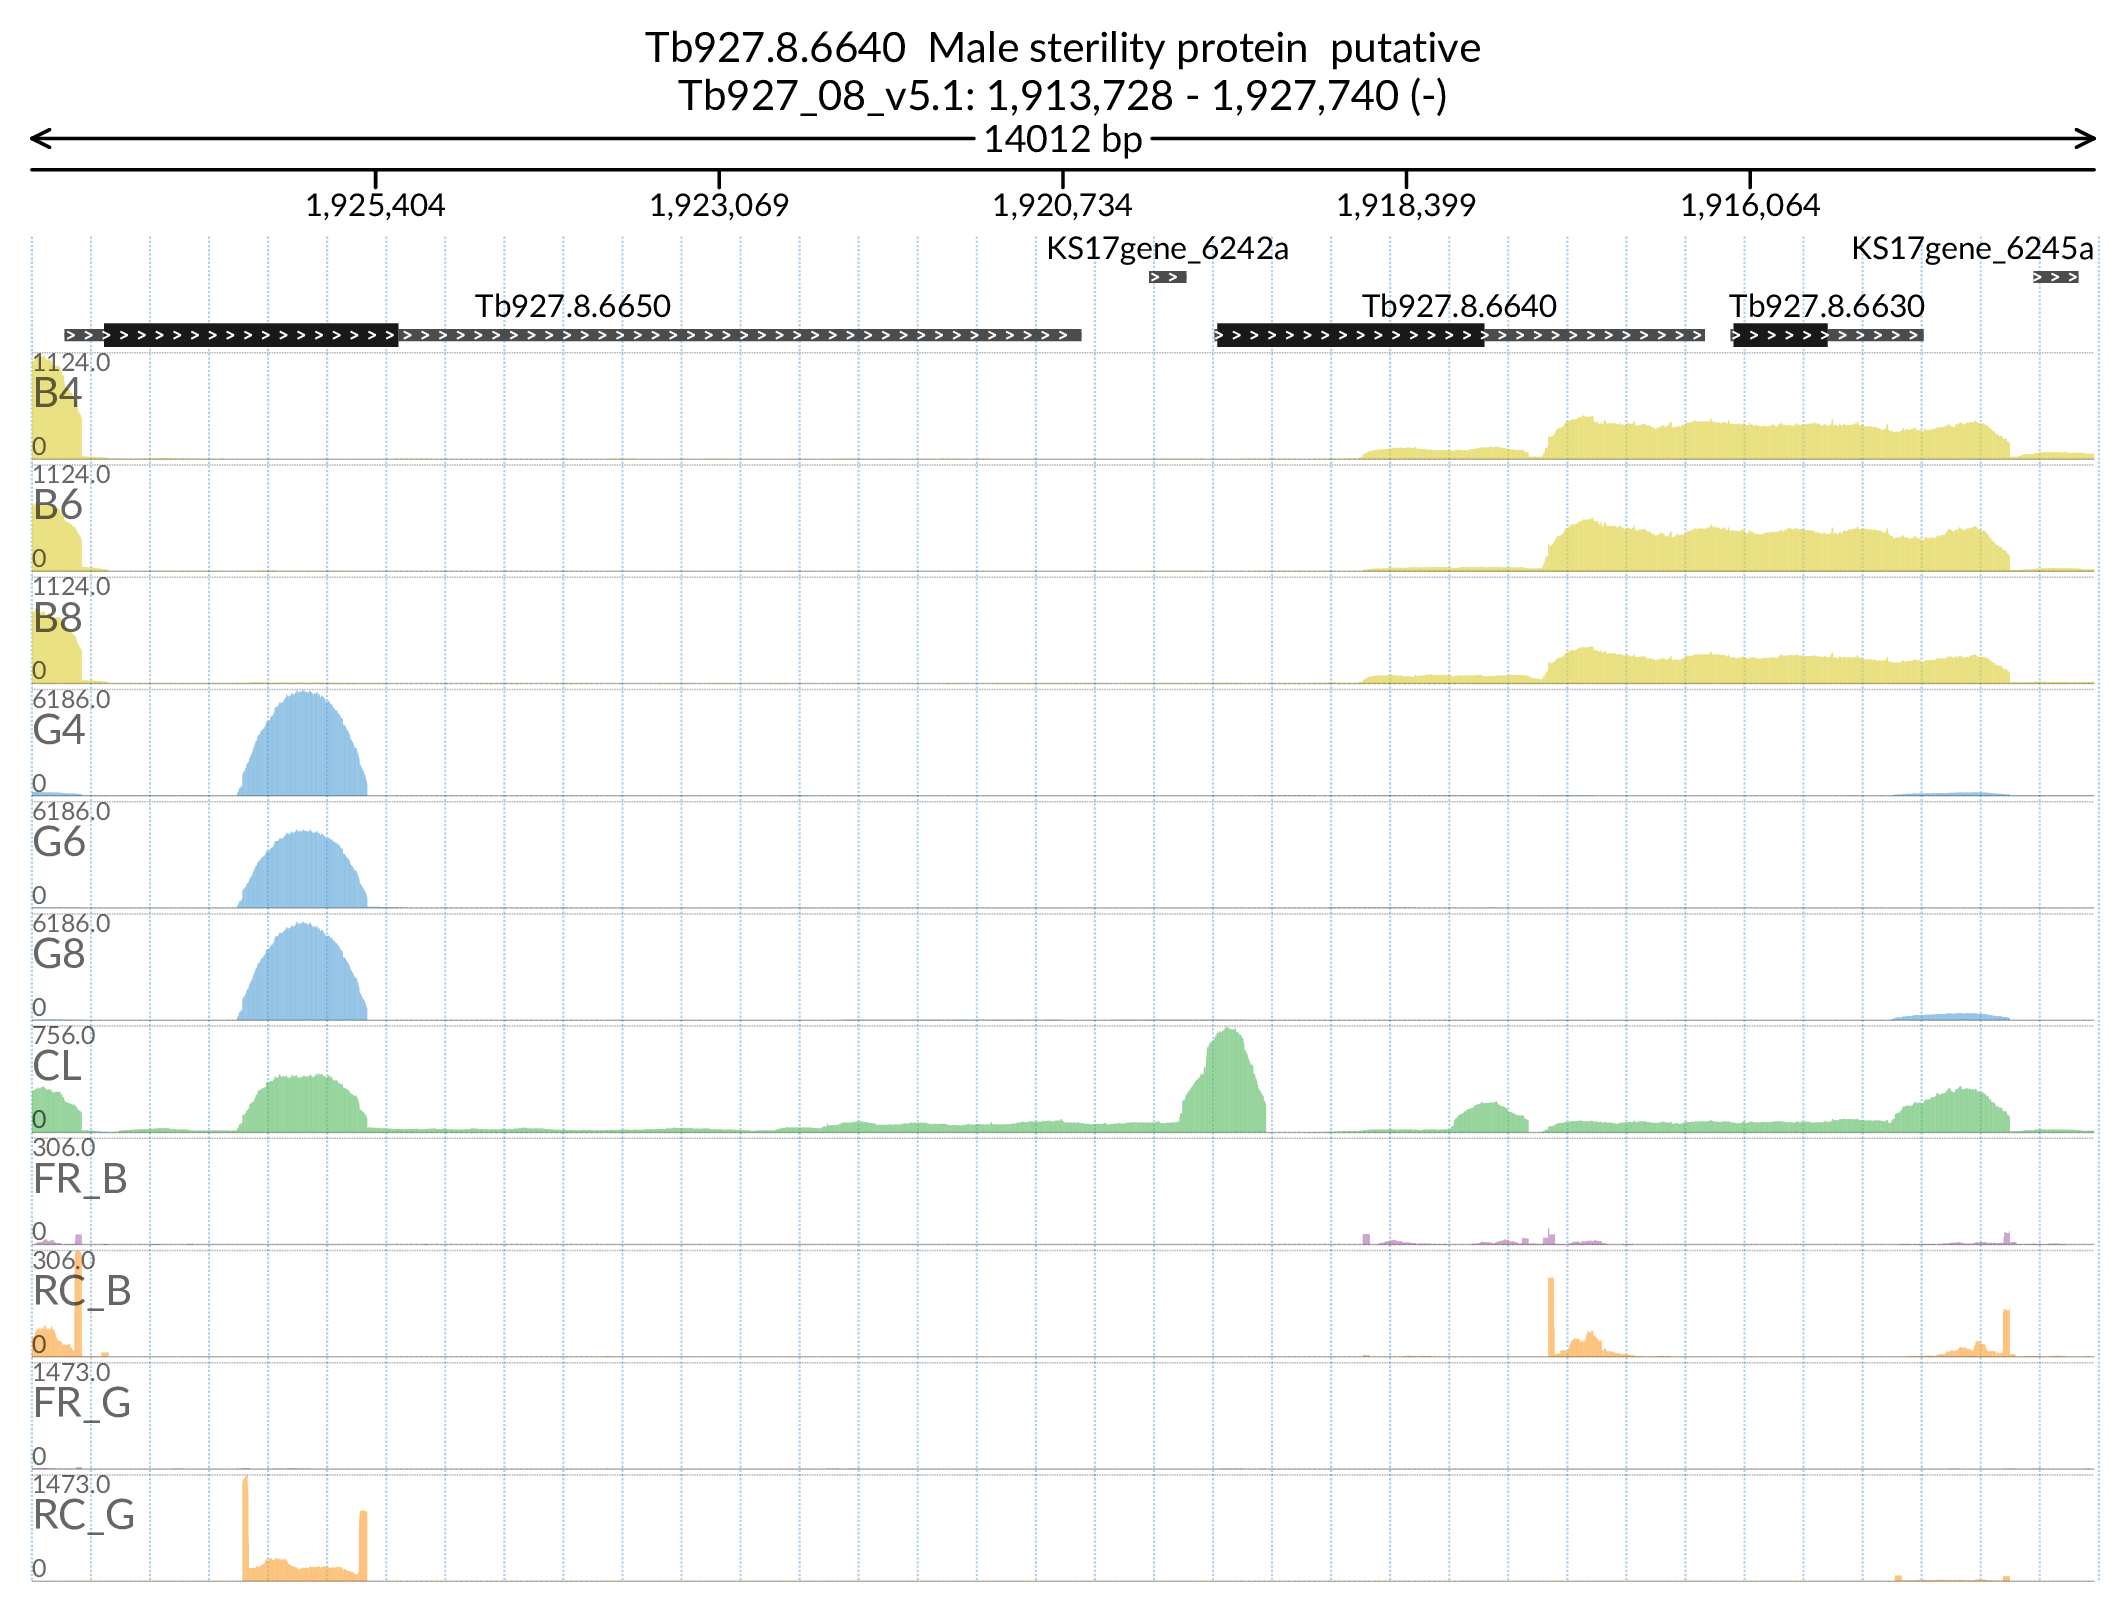 Tb927.8.6640  Male sterility protein  putative
Tb927_08_v5.1: 1,913,728 - 1,927,740 (-)
14012 bp
1,925,404 1,923,069 1,920,734 1,918,399 1,916,064
KS17gene_6242a KS17gene_6245a
Tb927.8.6650 Tb927.8.6640 Tb927.8.6630
1124.0
B4
0
1124.0
B6
0
1124.0
B8
0
6186.0
G4
0
6186.0
G6
0
6186.0
G8
0
756.0
CL
0
306.0
FR_B
0
306.0
RC_B
0
1473.0
FR_G
0
1473.0
RC_G
0